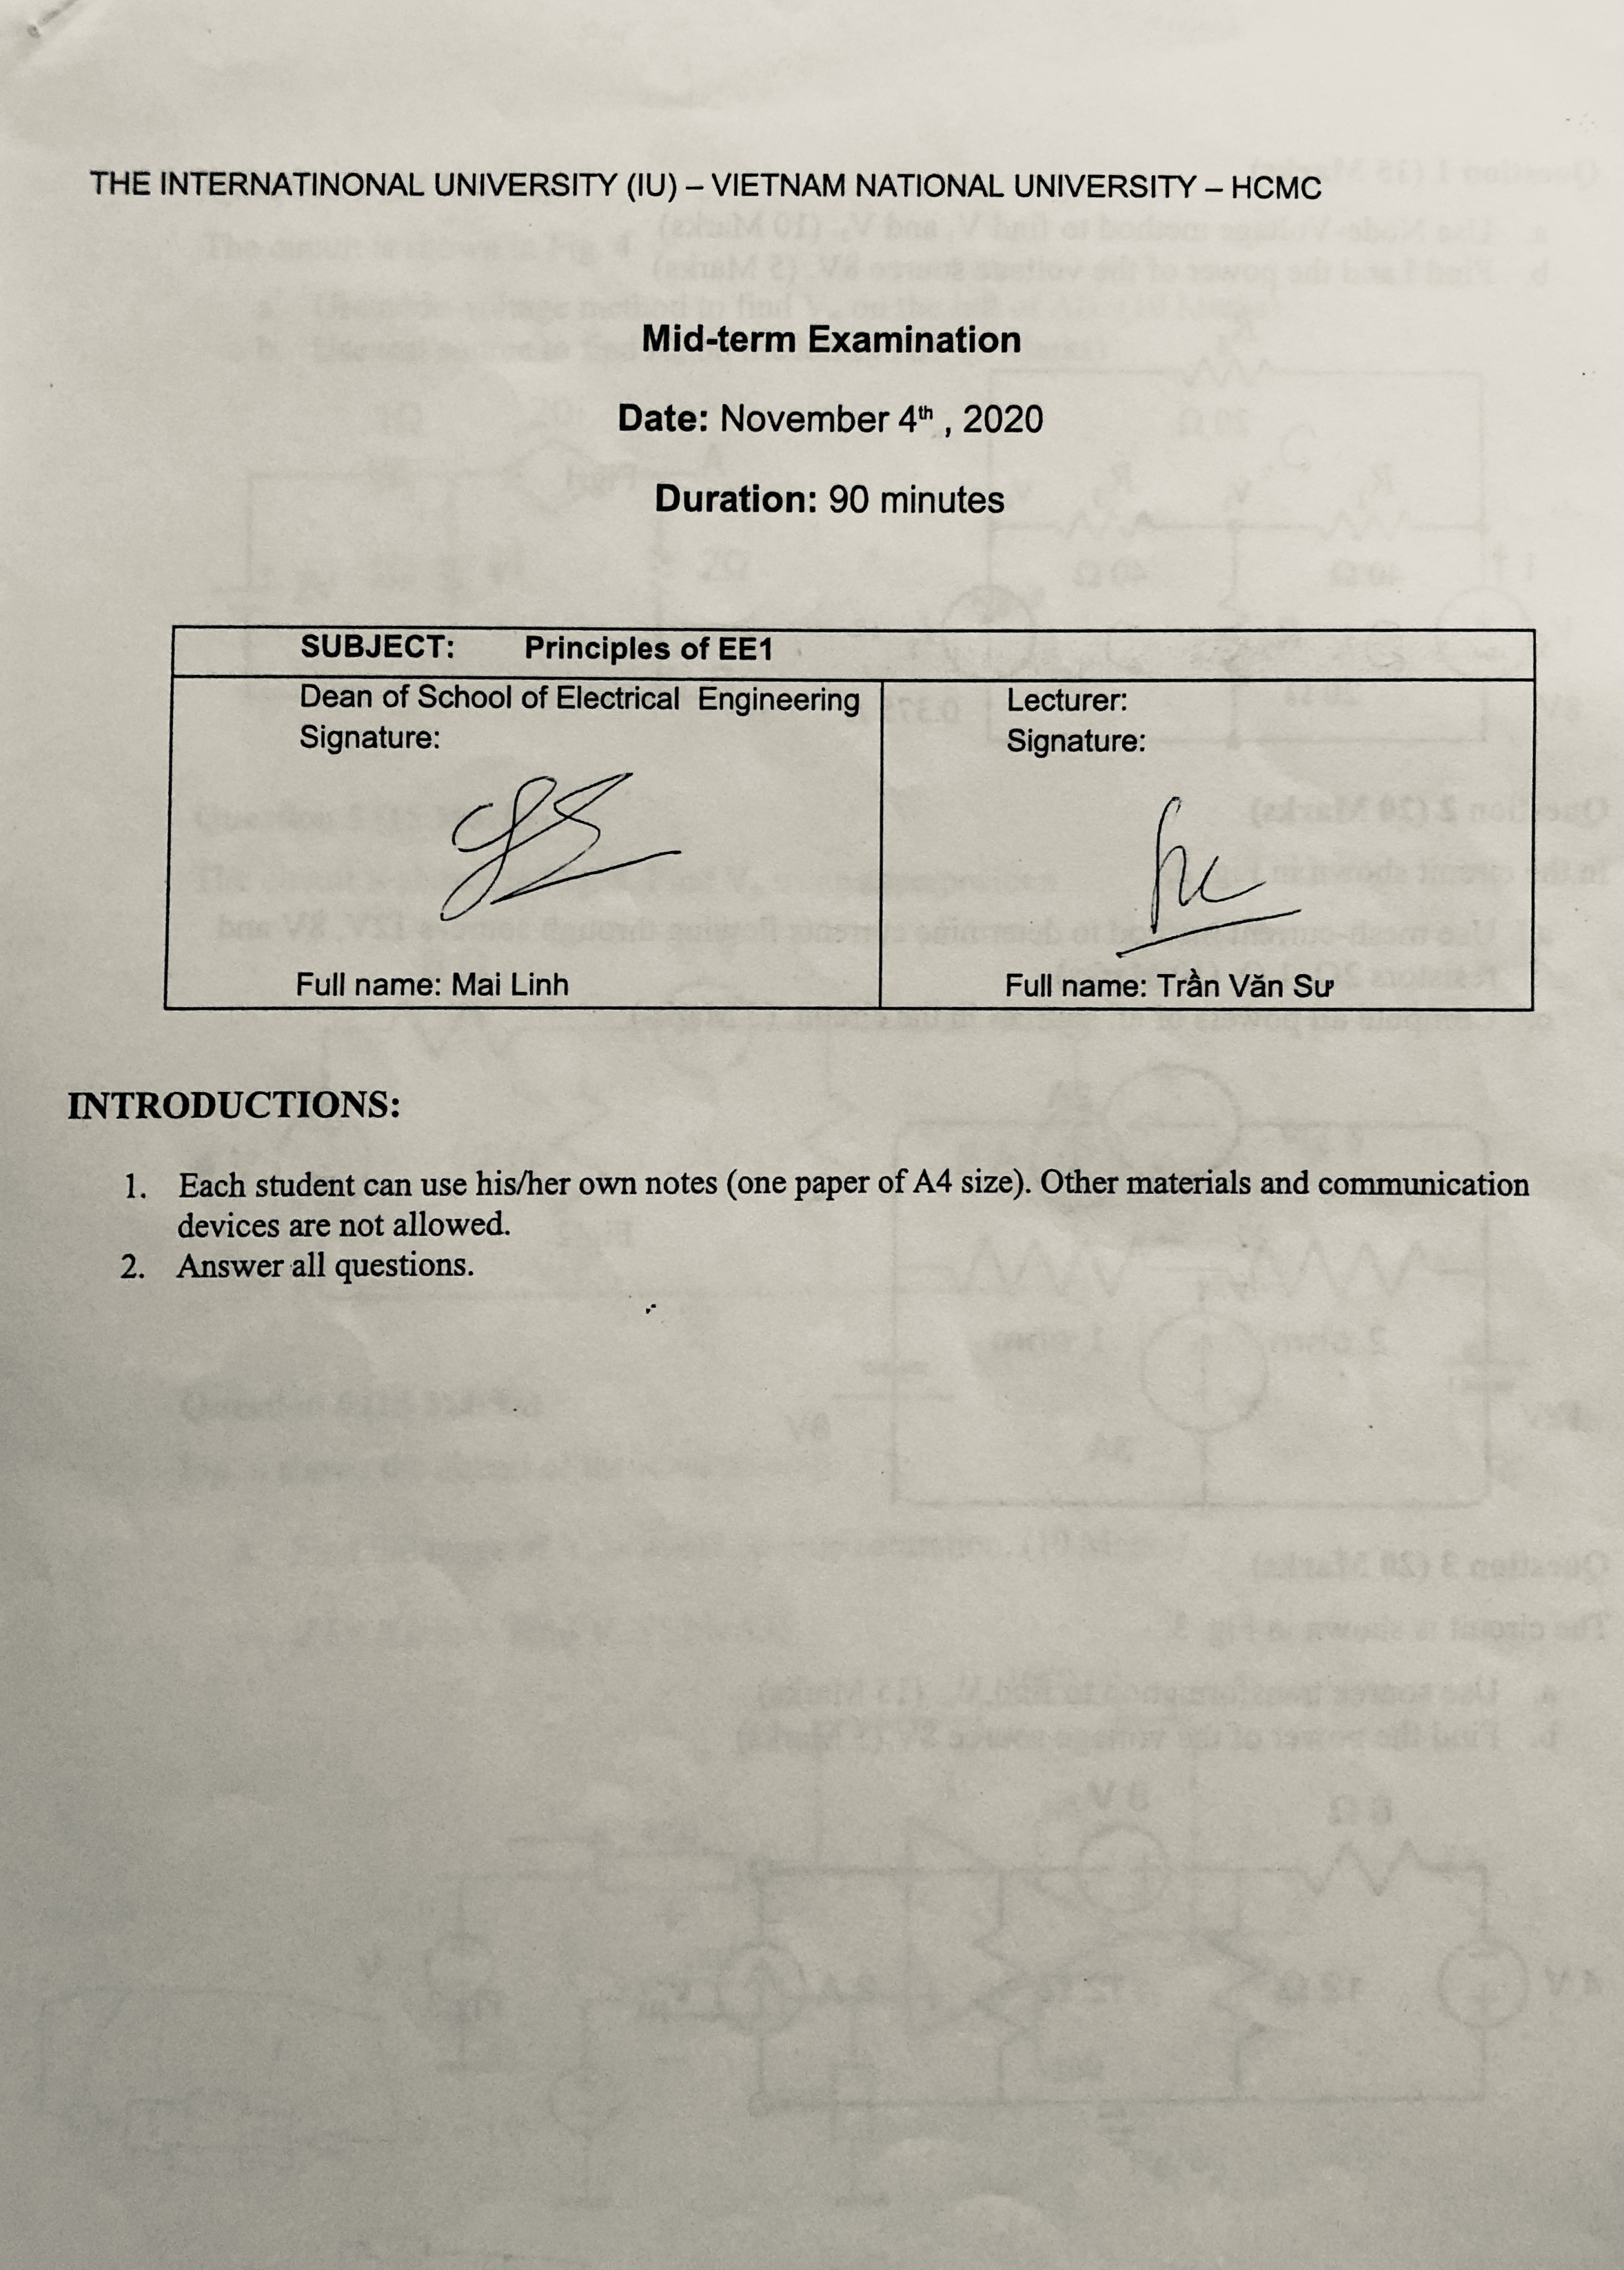 THE INTERNATINONAL UNIVERSITY (IU) – VIETNAM NATIONAL UNIVERSITY – HCMC
Mid-term Examination
Date: November 4th , 2020
Duration: 90 minutes
SUBJECT: Principles of EE1
Dean of School of Electrical Engineering
Signature:
Full name: Mai Linh
Lecturer:
Signature:
Full name: Trần Văn Sư
INTRODUCTIONS:
1. Each student can use his/her own notes (one paper of A4 size). Other materials and communication
devices are not allowed.
2. Answer all questions.